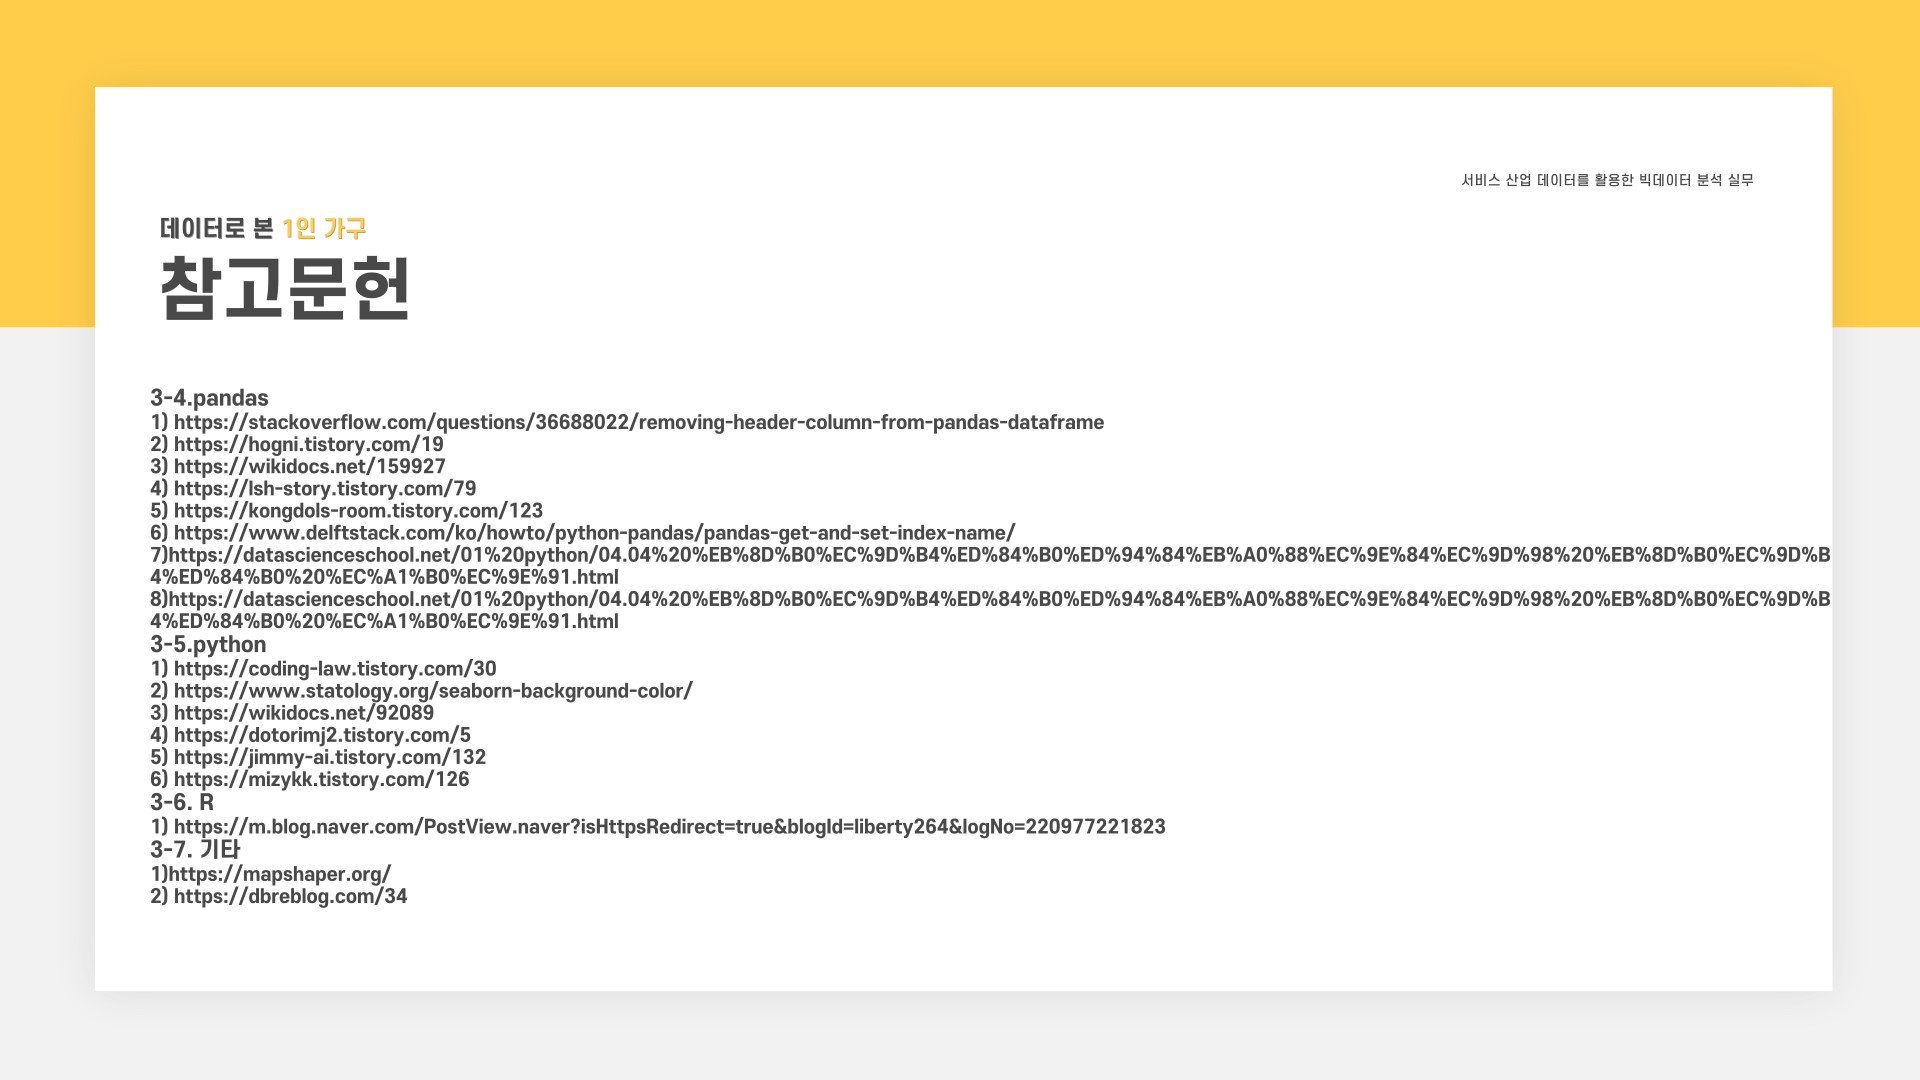 서비스 산업 데이터를 활용한 빅데이터 분석 실무
데이터로 본 1인 가구
참고문헌
3-4.pandas
1) https://stackoverflow.com/questions/36688022/removing-header-column-from-pandas-dataframe
2) https://hogni.tistory.com/19
3) https://wikidocs.net/159927
4) https://lsh-story.tistory.com/79
5) https://kongdols-room.tistory.com/123
6) https://www.delftstack.com/ko/howto/python-pandas/pandas-get-and-set-index-name/
7)https://datascienceschool.net/01%20python/04.04%20%EB%8D%B0%EC%9D%B4%ED%84%B0%ED%94%84%EB%A0%88%EC%9E%84%EC%9D%98%20%EB%8D%B0%EC%9D%B
4%ED%84%B0%20%EC%A1%B0%EC%9E%91.html
8)https://datascienceschool.net/01%20python/04.04%20%EB%8D%B0%EC%9D%B4%ED%84%B0%ED%94%84%EB%A0%88%EC%9E%84%EC%9D%98%20%EB%8D%B0%EC%9D%B
4%ED%84%B0%20%EC%A1%B0%EC%9E%91.html
3-5.python
1) https://coding-law.tistory.com/30
2) https://www.statology.org/seaborn-background-color/
3) https://wikidocs.net/92089
4) https://dotorimj2.tistory.com/5
5) https://jimmy-ai.tistory.com/132
6) https://mizykk.tistory.com/126
3-6. R
1) https://m.blog.naver.com/PostView.naver?isHttpsRedirect=true&blogId=liberty264&logNo=220977221823
3-7. 기타
1)https://mapshaper.org/
2) https://dbreblog.com/34